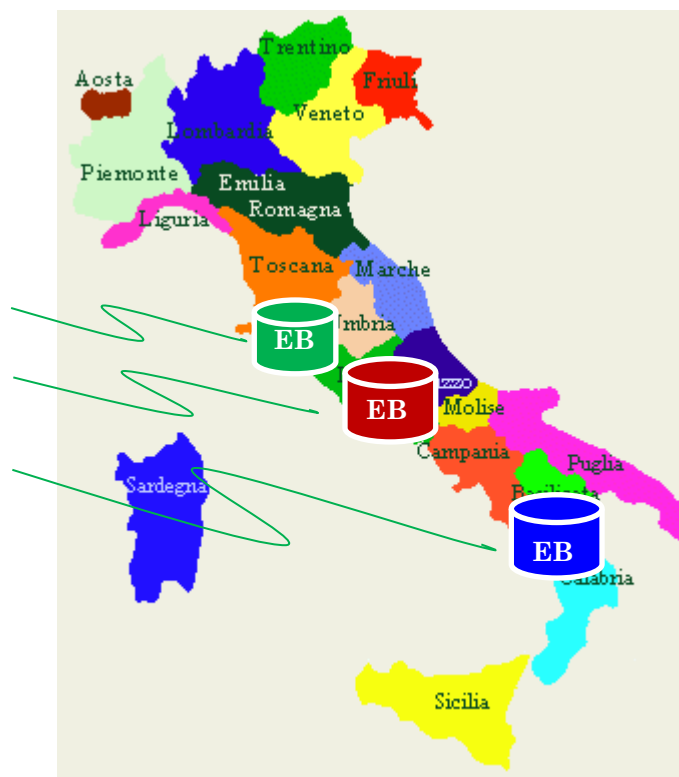 Trentino
Aosta
Friuli
Veneto
Lombardia
Piemonte
Emilia
Romagna
Liguria
Toscana
Marche
EB
EB
Molise
Campania
Puglia
Sardegna
Basilicata
EB
Calabria
Sicilia